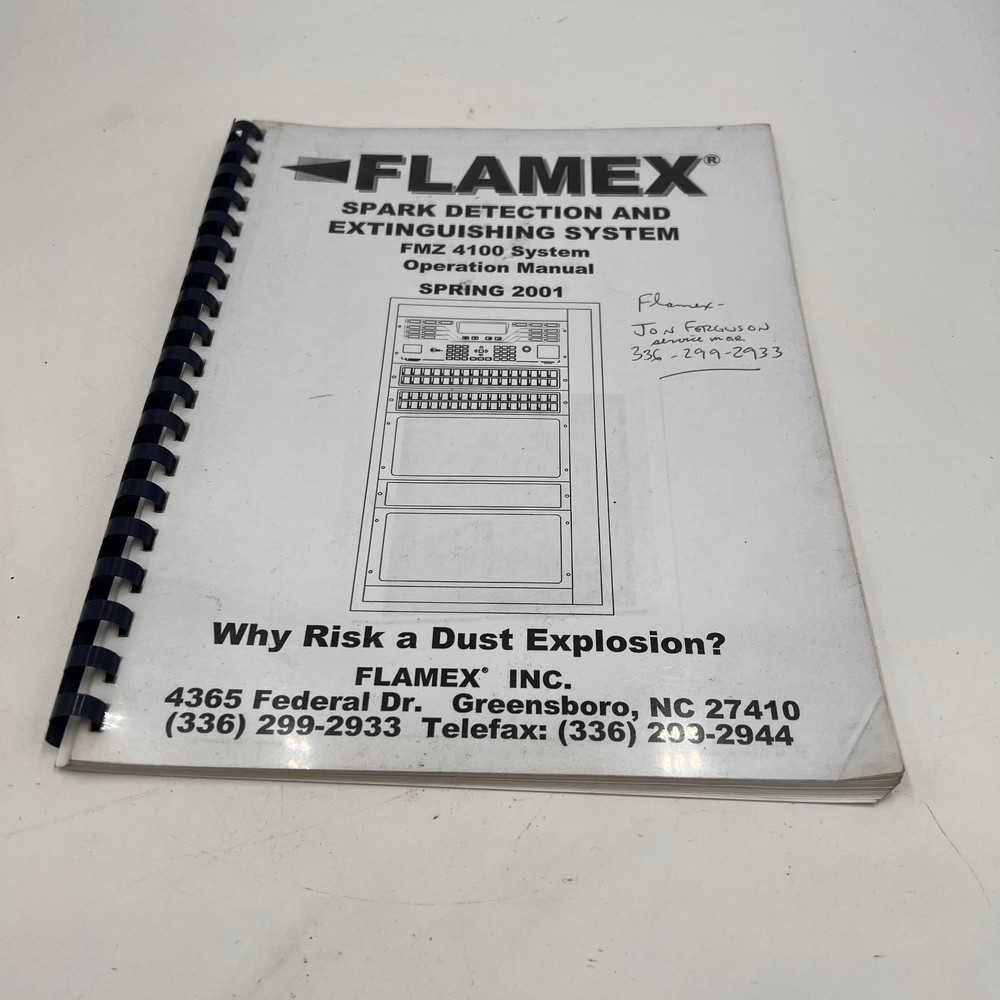 FLAMEX®
SPARK DETECTION AND
EXTINGUISHING SYSTEM
FMZ 4100 System
Operation Manual
SPRING 2001
Flamex-
JON FERGUSON
service mgr
336-299-2933
Why Risk a Dust Explosion?
FLAMEX® INC.
4365 Federal Dr. Greensboro, NC 27410
(336) 299-2933 Telefax: (336) 299-2944